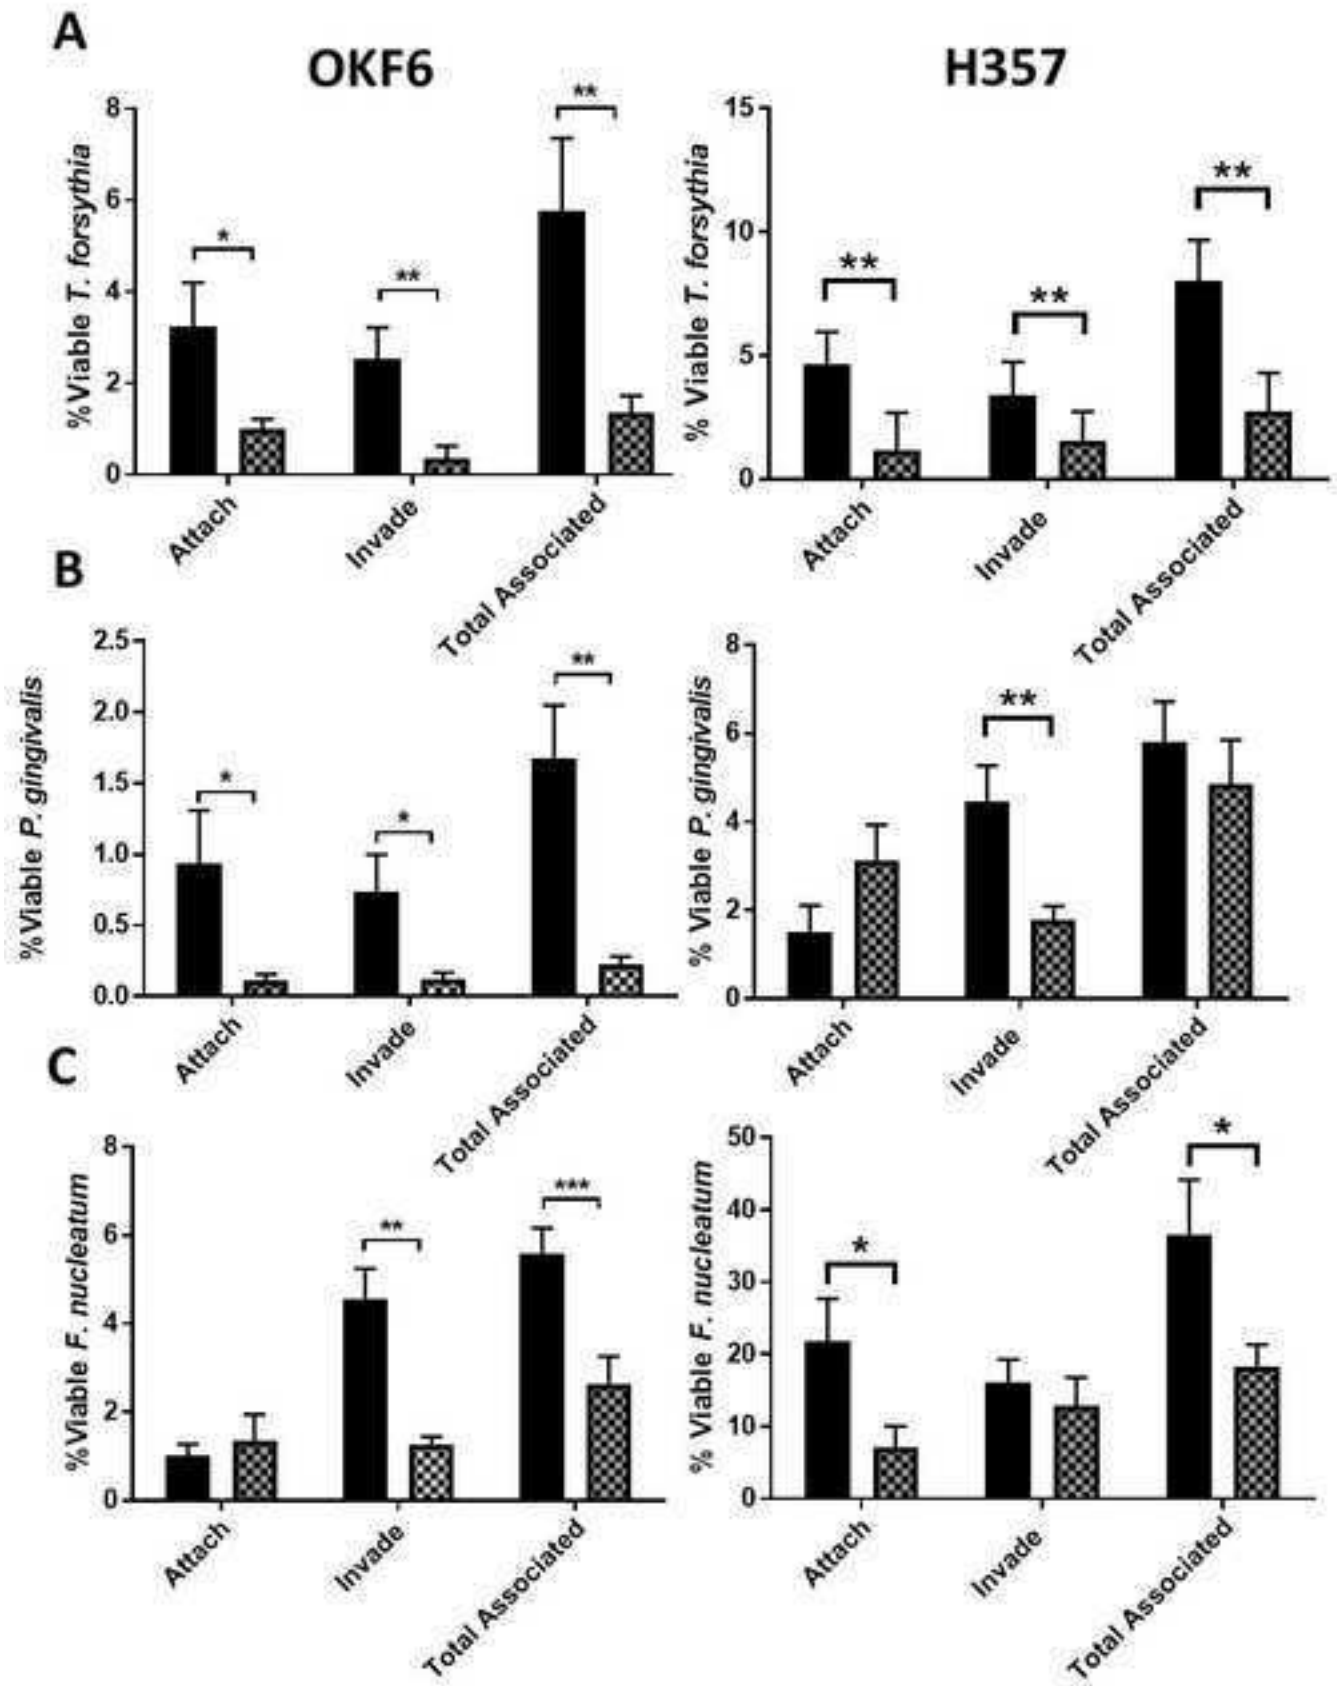 A
OKF6
H357
%Viable T. forsythia
8
6
4
2
0
*
**
**
Attach
Invade
Total Associated
% Viable T. forsythia
15
10
5
0
**
**
**
Attach
Invade
Total Associated
B
%Viable P. gingivalis
2.5
2.0
1.5
1.0
0.5
0.0
*
*
**
Attach
Invade
Total Associated
% Viable P. gingivalis
8
6
4
2
0
**
Attach
Invade
Total Associated
C
%Viable F. nucleatum
8
6
4
2
0
**
***
Attach
Invade
Total Associated
% Viable F. nucleatum
50
40
30
20
10
0
*
*
Attach
Invade
Total Associated